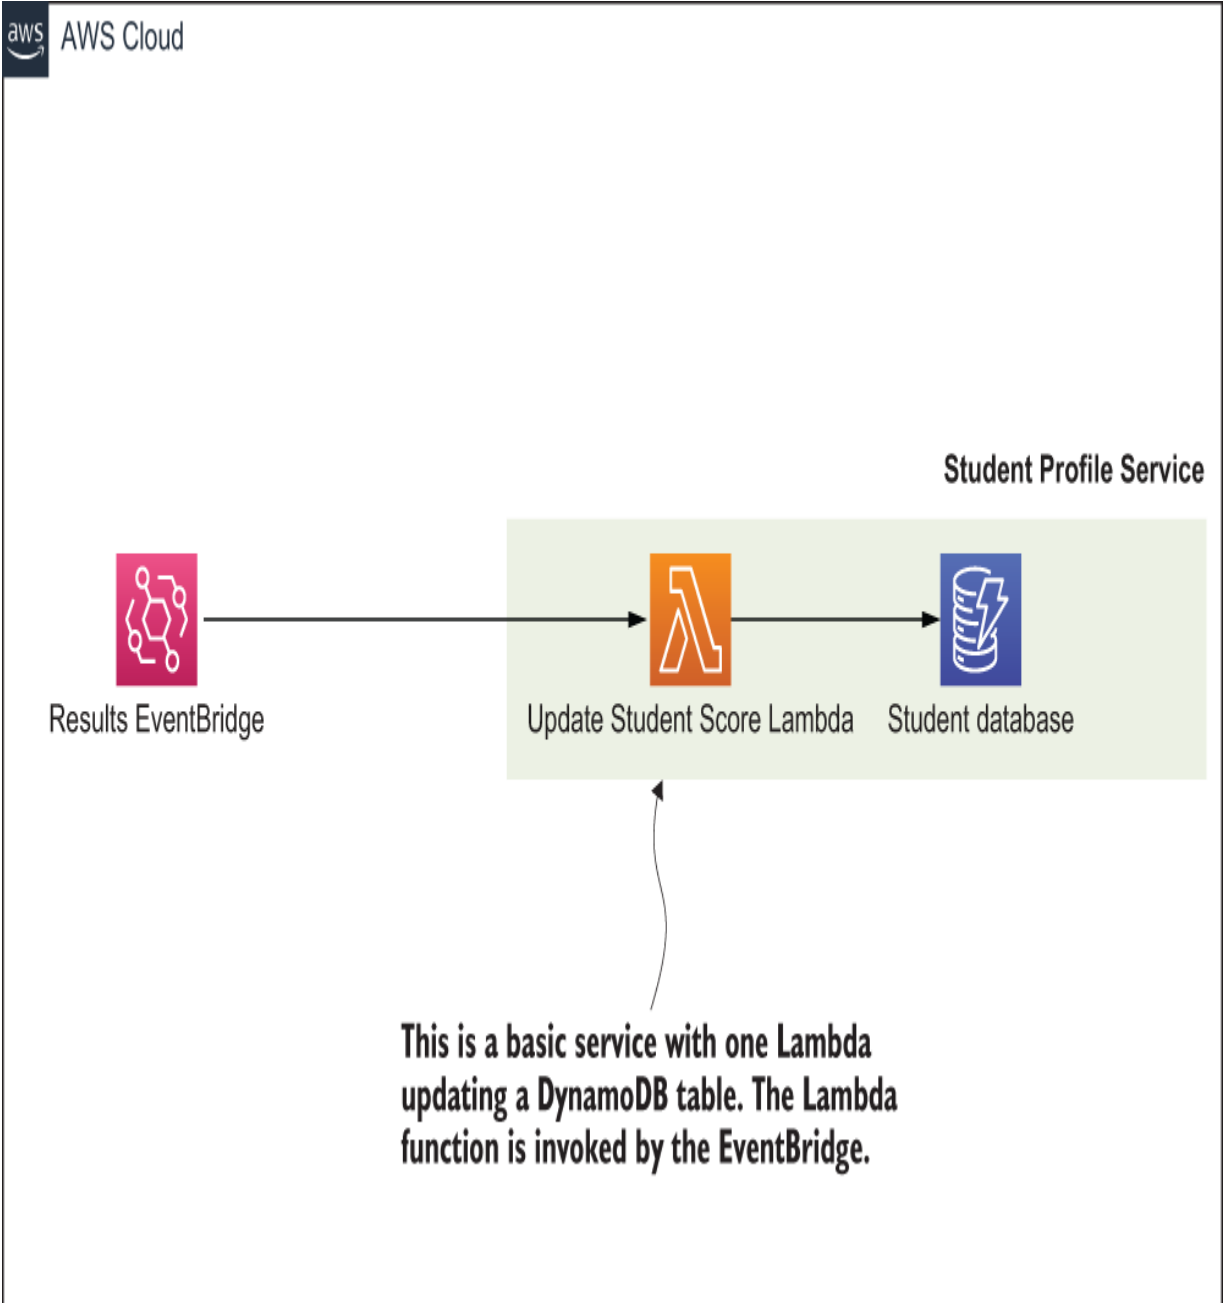 aws
AWS Cloud
Student Profile Service
Results EventBridge
Update Student Score Lambda
Student database
This is a basic service with one Lambda
updating a DynamoDB table. The Lambda
function is invoked by the EventBridge.